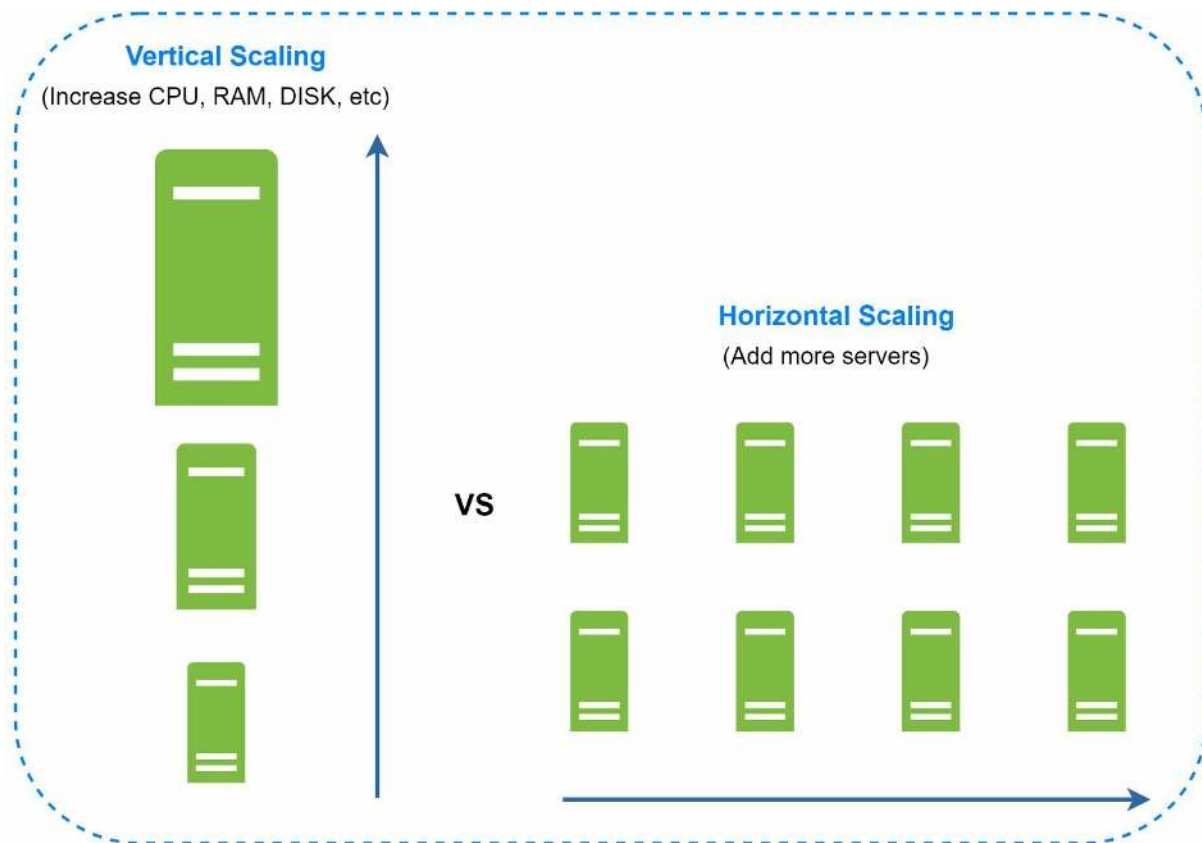 Vertical Scaling
(Increase CPU, RAM, DISK, etc)
Horizontal Scaling
(Add more servers)
VS